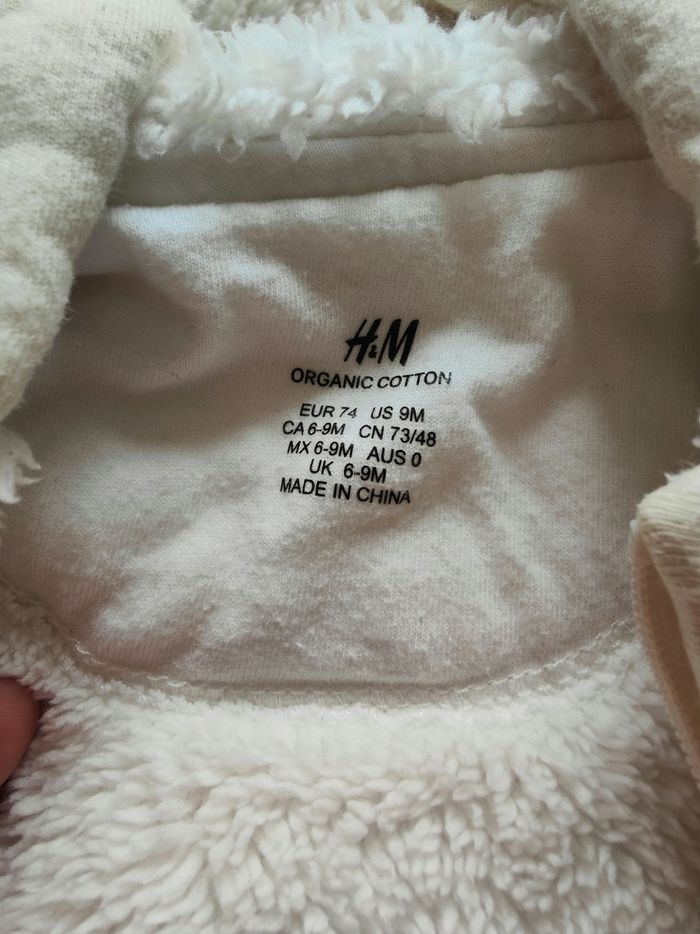 H&M
ORGANIC COTTON
EUR 74 US 9M
CA 6-9M CN 73/48
MX 6-9M AUS 0
UK 6-9M
MADE IN CHINA